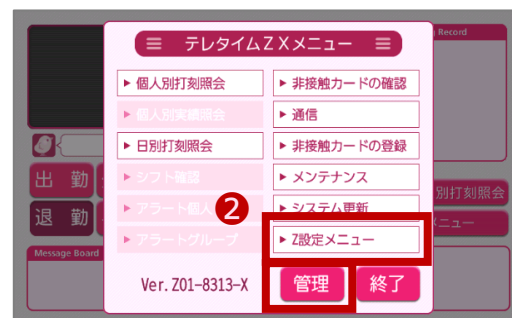 g Record
テレタイムZXメニュー
▶ 個人別打刻照会
▶ 非接触カードの確認
▶ 個人別実績照会
▶ 通信
▶ 日別打刻照会
▶ 非接触カードの登録
▶ シフト確認
▶ メンテナンス
▶ アラート個人
▶ システム更新
▶ アラートグループ
▶ Z設定メニュー
2
出 勤
退 勤
別打刻照会
ニュー
Message Board
Ver. Z01-8313-X
管理
終了